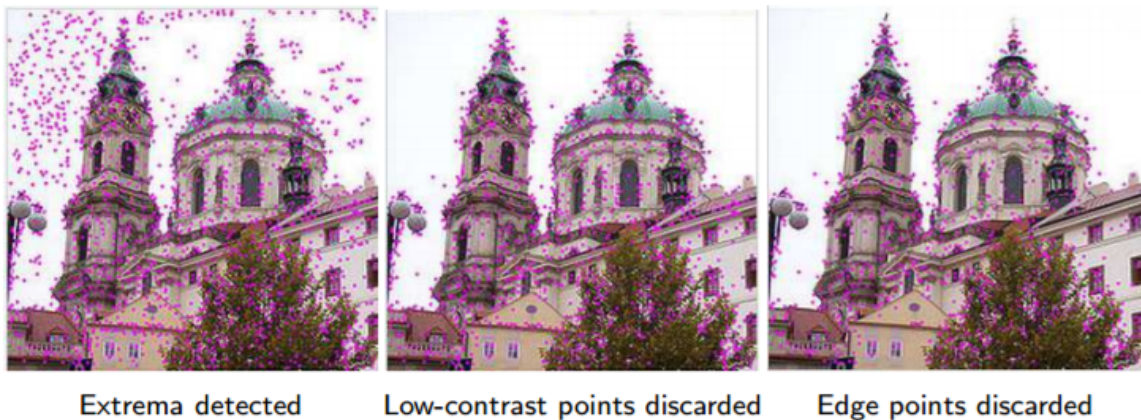 Extrema detected
Low-contrast points discarded
Edge points discarded